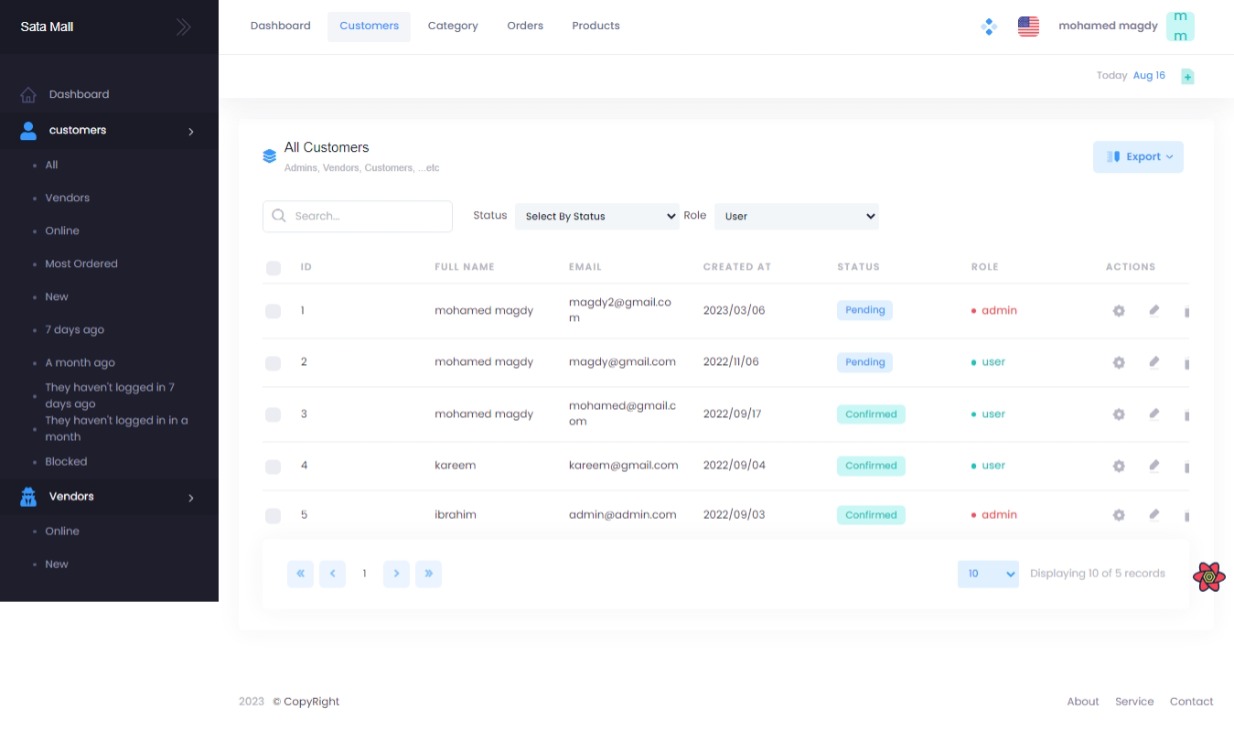 Sata Mall
Dashboard Customers Category Orders Products
mohamed magdy
m
m
Today Aug 16
Dashboard
customers
All
Vendors
Online
Most Ordered
New
7 days ago
A month ago
They haven't logged in 7
days ago
They haven't logged in in a
month
Blocked
Vendors
Online
New
All Customers
Admins, Vendors, Customers, ...etc
Export
Search...
Status Select By Status Role User
ID FULL NAME EMAIL CREATED AT STATUS ROLE ACTIONS
1 mohamed magdy magdy2@gmail.co 2023/03/06 Pending admin
m
2 mohamed magdy magdy@gmail.com 2022/11/06 Pending user
3 mohamed magdy mohamed@gmail.c 2022/09/17 Confirmed user
om
4 kareem kareem@gmail.com 2022/09/04 Confirmed user
5 ibrahim admin@admin.com 2022/09/03 Confirmed admin
« ‹ 1 › »
10 Displaying 10 of 5 records
2023 © CopyRight
About Service Contact